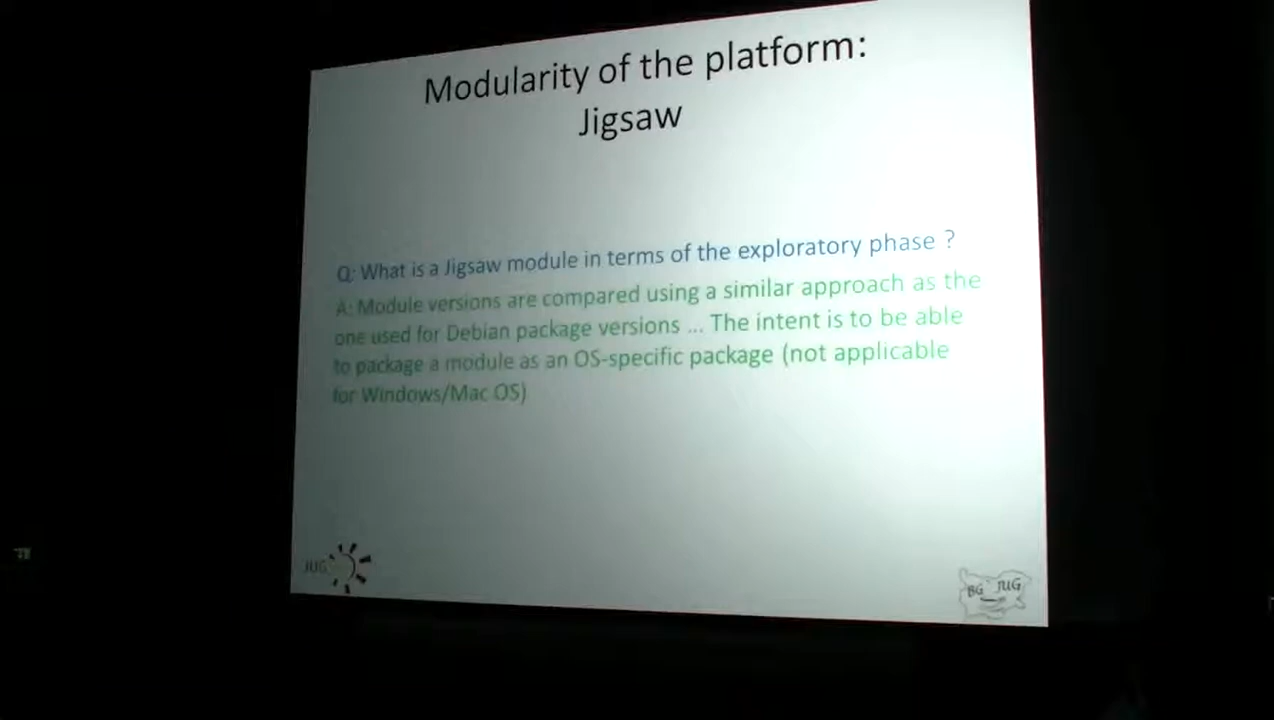 Modularity of the platform:
Jigsaw
Q: What is a Jigsaw module in terms of the exploratory phase ?
A: Module versions are compared using a similar approach as the
one used for Debian package versions ... The intent is to be able
to package a module as an OS-specific package (not applicable
for Windows/Mac OS)
JUG
BG JUG